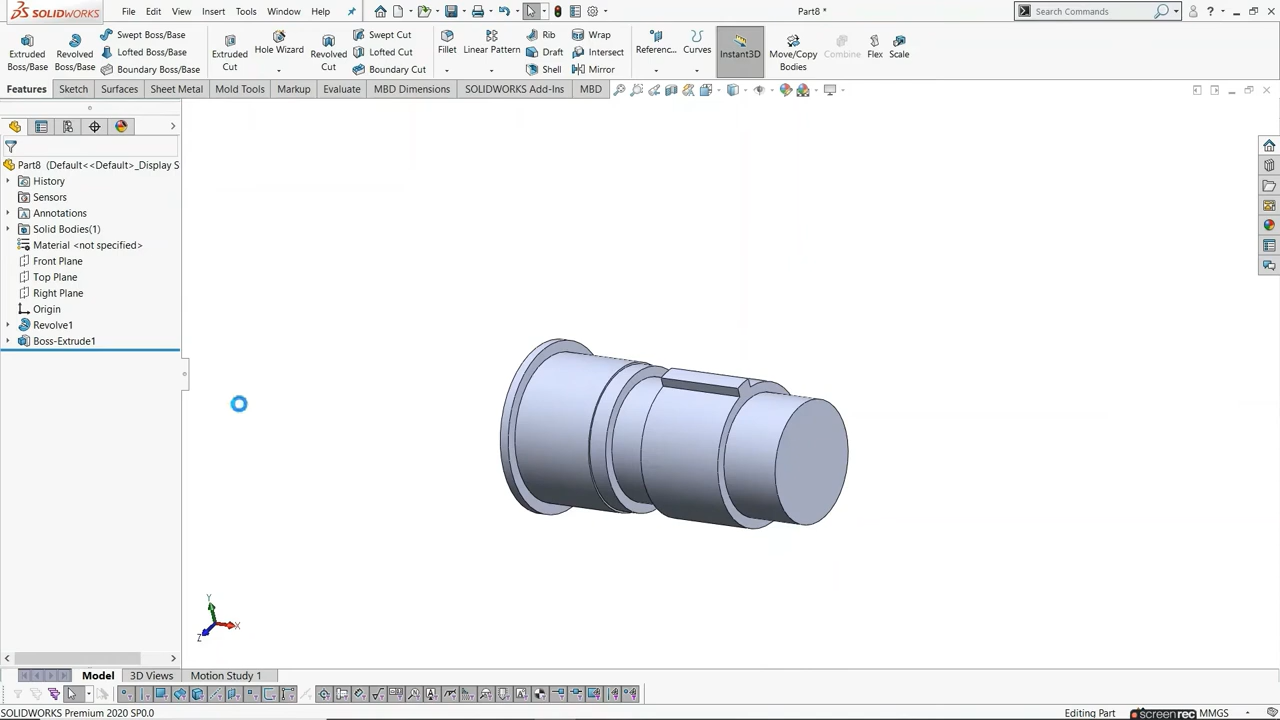 SOLIDWORKS File Edit View Insert Tools Window Help Part8 * Search Commands ?
Extruded Boss/Base
Revolved Boss/Base
Swept Boss/Base
Lofted Boss/Base
Boundary Boss/Base
Extruded Cut
Hole Wizard
Revolved Cut
Swept Cut
Lofted Cut
Boundary Cut
Fillet
Linear Pattern
Rib
Draft
Shell
Wrap
Intersect
Mirror
Referenc...
Curves
Instant3D
Move/Copy Bodies
Combine
Flex
Scale
Features Sketch Surfaces Sheet Metal Mold Tools Markup Evaluate MBD Dimensions SOLIDWORKS Add-Ins MBD
Part8 (Default<<Default>_Display S
History
Sensors
Annotations
Solid Bodies(1)
Material <not specified>
Front Plane
Top Plane
Right Plane
Origin
Revolve1
Boss-Extrude1
Y
X
Z
Model 3D Views Motion Study 1
SOLIDWORKS Premium 2020 SP0.0 Editing Part screenrec MMGS